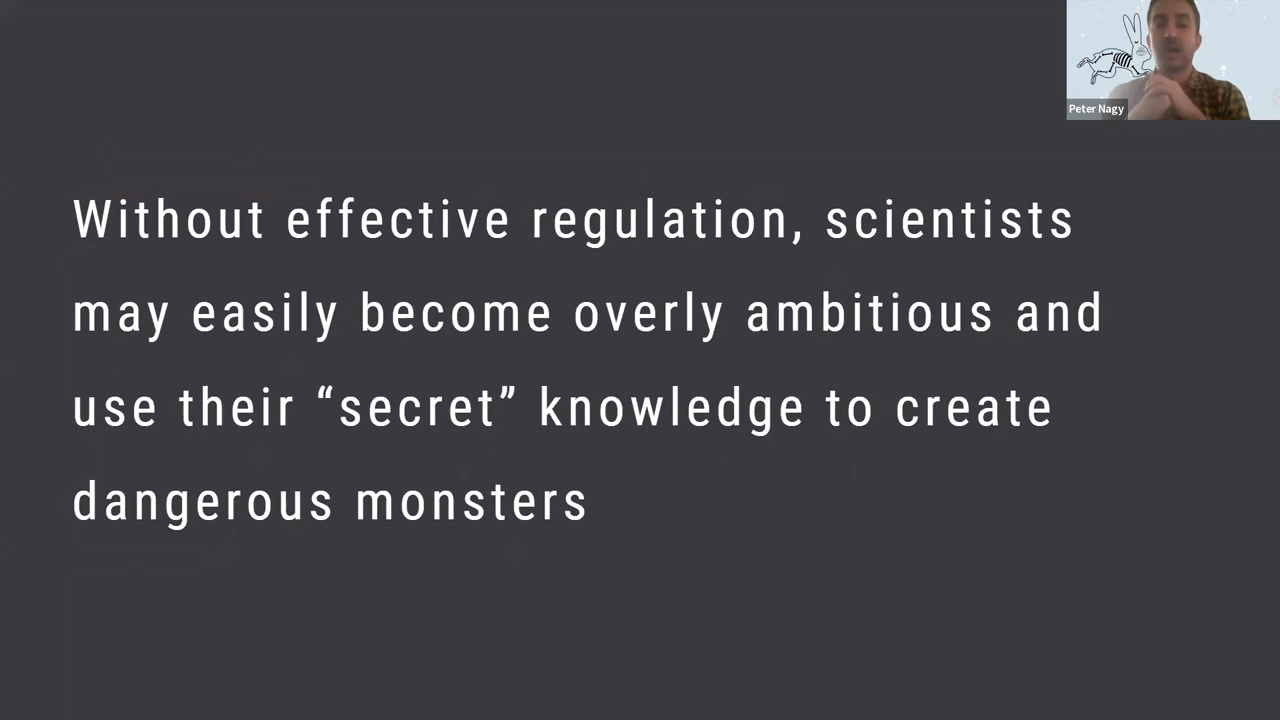 Peter Nagy
Without effective regulation, scientists
may easily become overly ambitious and
use their “secret” knowledge to create
dangerous monsters